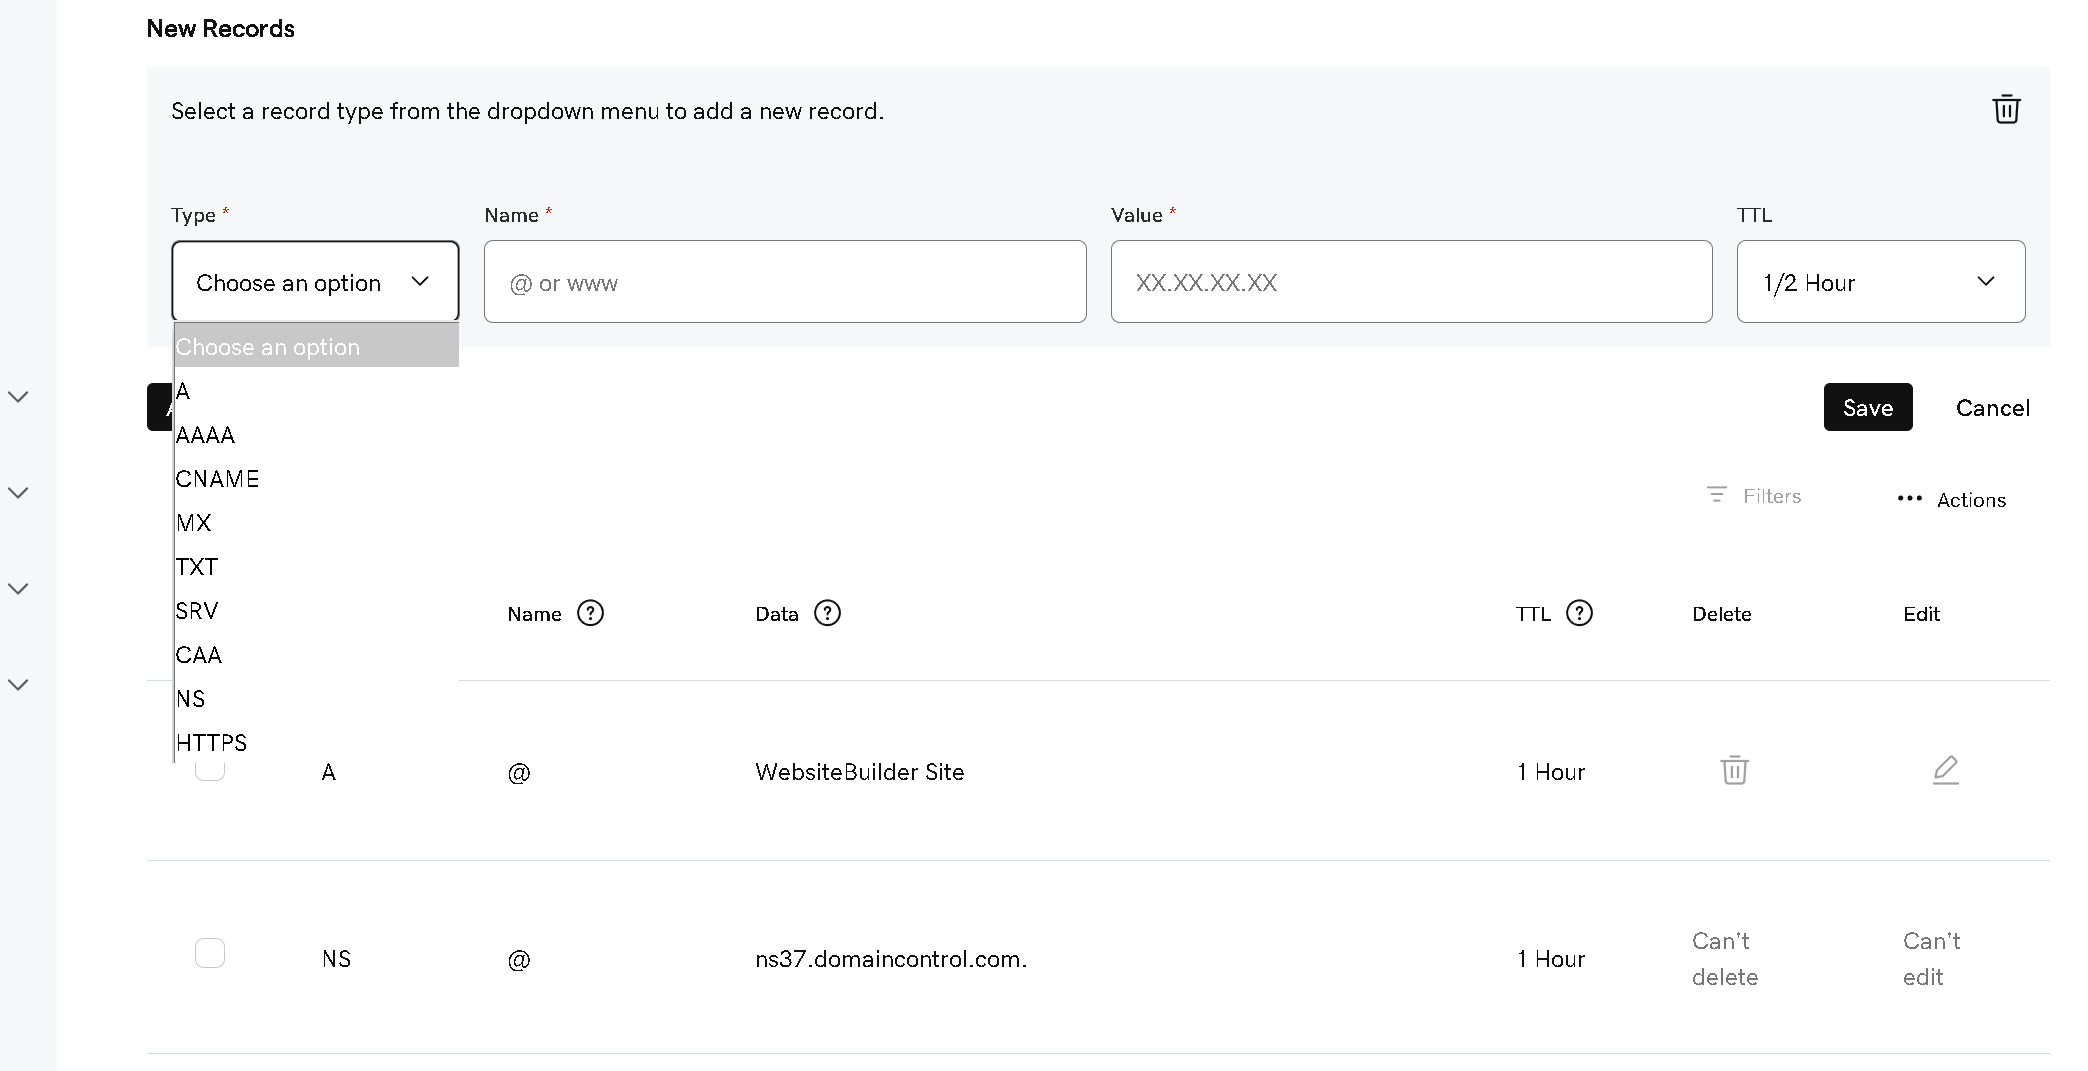 New Records
Select a record type from the dropdown menu to add a new record.
Type * Name * Value * TTL
Choose an option @ or www XX.XX.XX.XX 1/2 Hour
Choose an option
A
AAAA
CNAME
MX
TXT
SRV
CAA
NS
HTTPS
Save Cancel
Filters ••• Actions
Name ? Data ? TTL ? Delete Edit
A @ WebsiteBuilder Site 1 Hour
NS @ ns37.domaincontrol.com. 1 Hour Can't delete Can't edit